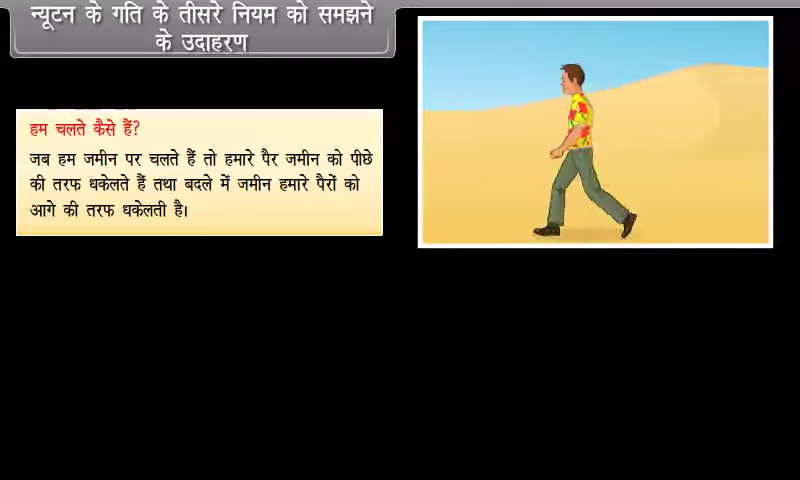 न्यूटन के गति के तीसरे नियम को समझने
के उदाहरण
हम चलते कैसे हैं?
जब हम जमीन पर चलते हैं तो हमारे पैर जमीन को पीछे
की तरफ धकेलते हैं तथा बदले में जमीन हमारे पैरों को
आगे की तरफ धकेलती है।